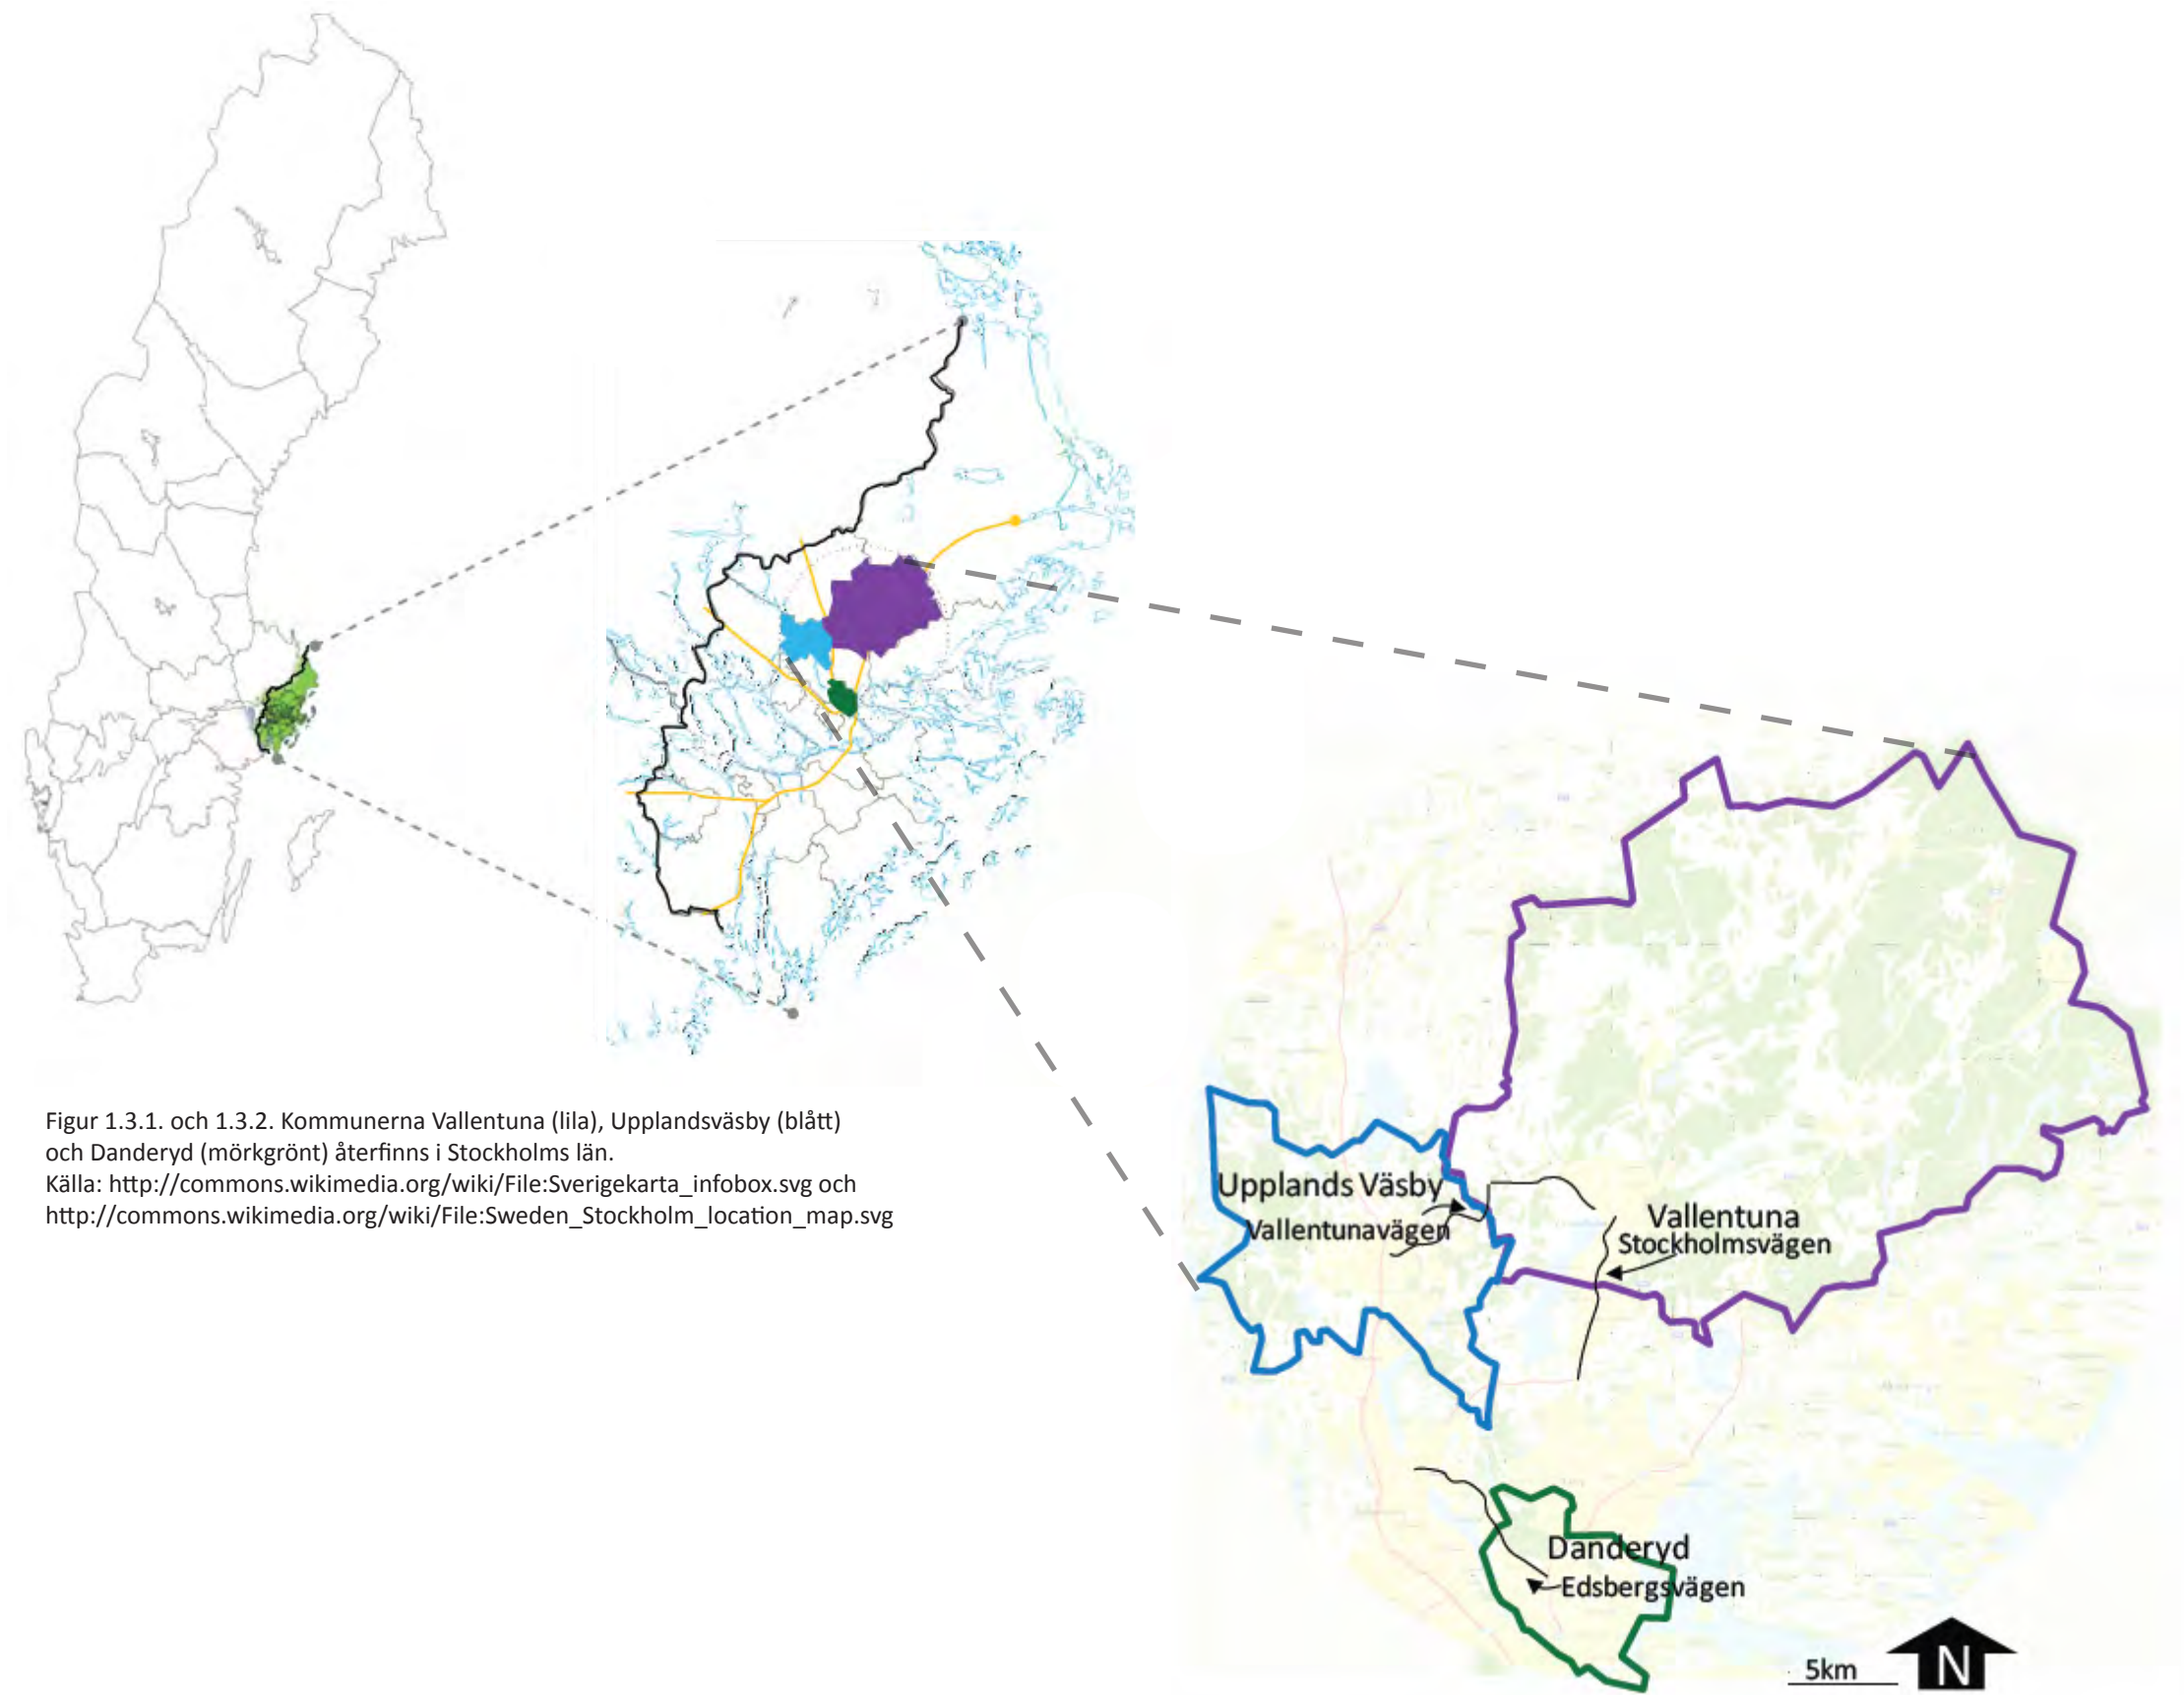 Figur 1.3.1. och 1.3.2. Kommunerna Vallentuna (lila), Upplandsväsby (blått)
och Danderyd (mörkgrönt) återfinns i Stockholms län.
Källa: http://commons.wikimedia.org/wiki/File:Sverigekarta_infobox.svg och
http://commons.wikimedia.org/wiki/File:Sweden_Stockholm_location_map.svg
Upplands Väsby
Vallentunavägen
Vallentuna
Stockholmsvägen
Danderyd
Edsbergsvägen
5km
N